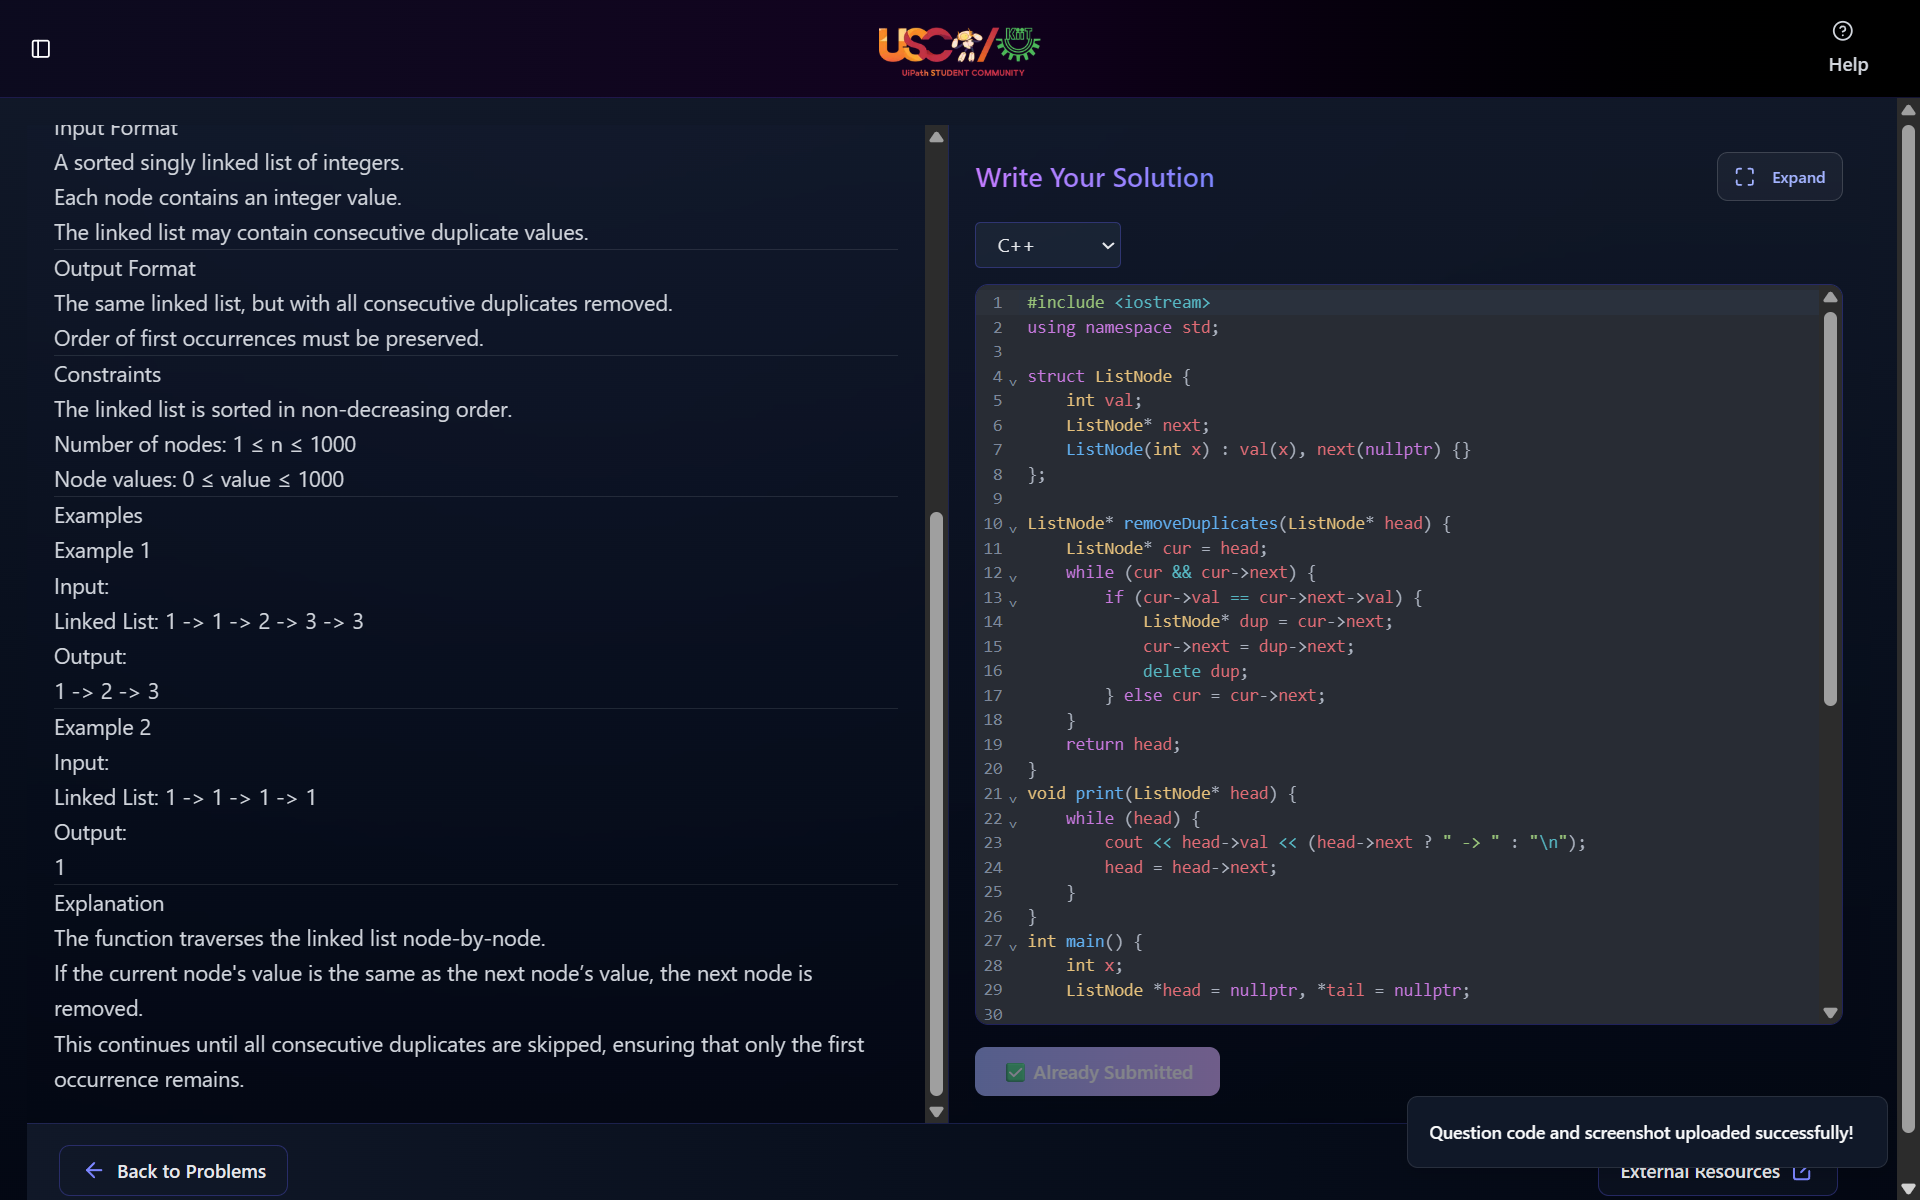 USC/KIIT
UiPath STUDENT COMMUNITY
Help
Input Format
A sorted singly linked list of integers.
Each node contains an integer value.
The linked list may contain consecutive duplicate values.
Output Format
The same linked list, but with all consecutive duplicates removed.
Order of first occurrences must be preserved.
Constraints
The linked list is sorted in non-decreasing order.
Number of nodes: 1 ≤ n ≤ 1000
Node values: 0 ≤ value ≤ 1000
Examples
Example 1
Input:
Linked List: 1 -> 1 -> 2 -> 3 -> 3
Output:
1 -> 2 -> 3
Example 2
Input:
Linked List: 1 -> 1 -> 1 -> 1
Output:
1
Explanation
The function traverses the linked list node-by-node.
If the current node's value is the same as the next node’s value, the next node is
removed.
This continues until all consecutive duplicates are skipped, ensuring that only the first
occurrence remains.
Write Your Solution
Expand
C++
1 #include <iostream>
2 using namespace std;
3
4 struct ListNode {
5     int val;
6     ListNode* next;
7     ListNode(int x) : val(x), next(nullptr) {}
8 };
9
10 ListNode* removeDuplicates(ListNode* head) {
11     ListNode* cur = head;
12     while (cur && cur->next) {
13         if (cur->val == cur->next->val) {
14             ListNode* dup = cur->next;
15             cur->next = dup->next;
16             delete dup;
17         } else cur = cur->next;
18     }
19     return head;
20 }
21 void print(ListNode* head) {
22     while (head) {
23         cout << head->val << (head->next ? " -> " : "\n");
24         head = head->next;
25     }
26 }
27 int main() {
28     int x;
29     ListNode *head = nullptr, *tail = nullptr;
30
✅ Already Submitted
Question code and screenshot uploaded successfully!
Back to Problems
External Resources